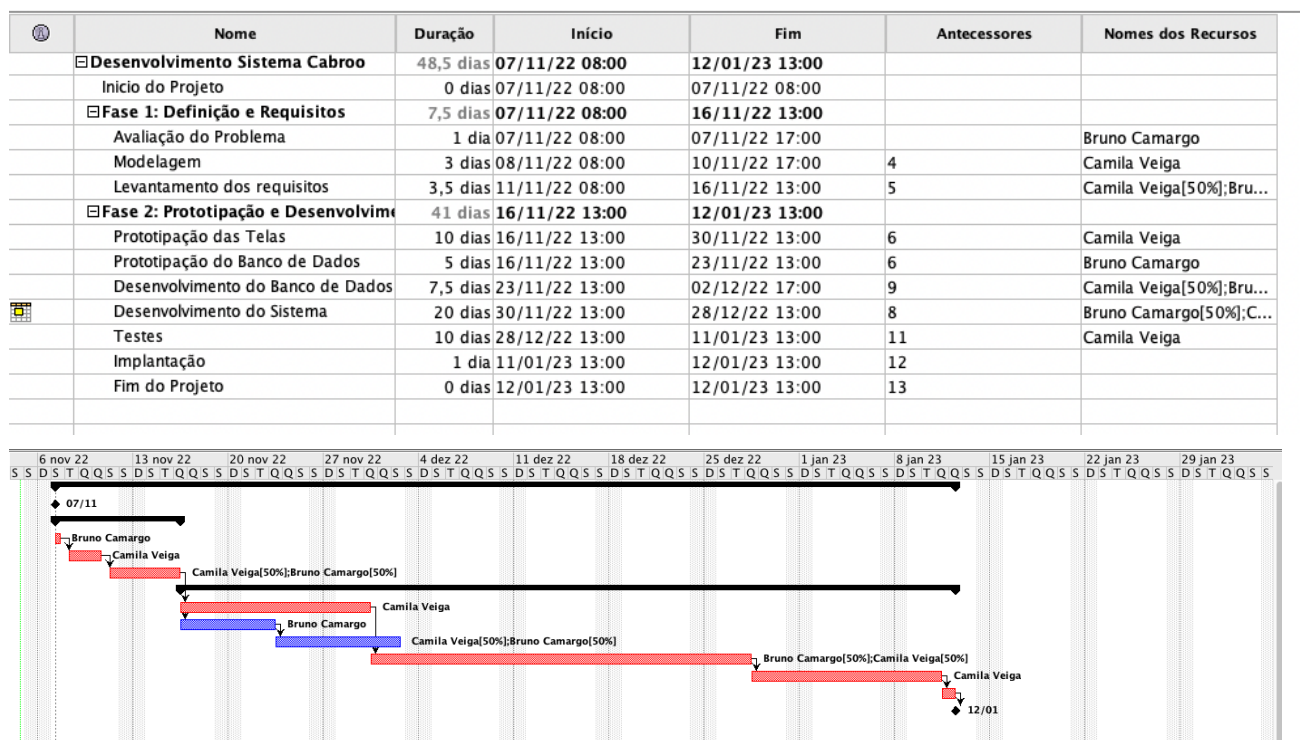 Nome Duração Início Fim Antecessores Nomes dos Recursos
Desenvolvimento Sistema Cabroo 48,5 dias 07/11/22 08:00 12/01/23 13:00
Inicio do Projeto 0 dias 07/11/22 08:00 07/11/22 08:00
Fase 1: Definição e Requisitos 7,5 dias 07/11/22 08:00 16/11/22 13:00
Avaliação do Problema 1 dia 07/11/22 08:00 07/11/22 17:00 Bruno Camargo
Modelagem 3 dias 08/11/22 08:00 10/11/22 17:00 4 Camila Veiga
Levantamento dos requisitos 3,5 dias 11/11/22 08:00 16/11/22 13:00 5 Camila Veiga[50%];Bru...
Fase 2: Prototipação e Desenvolvime 41 dias 16/11/22 13:00 12/01/23 13:00
Prototipação das Telas 10 dias 16/11/22 13:00 30/11/22 13:00 6 Camila Veiga
Prototipação do Banco de Dados 5 dias 16/11/22 13:00 23/11/22 13:00 6 Bruno Camargo
Desenvolvimento do Banco de Dados 7,5 dias 23/11/22 13:00 02/12/22 17:00 9 Camila Veiga[50%];Bru...
Desenvolvimento do Sistema 20 dias 30/11/22 13:00 28/12/22 13:00 8 Bruno Camargo[50%];C...
Testes 10 dias 28/12/22 13:00 11/01/23 13:00 11 Camila Veiga
Implantação 1 dia 11/01/23 13:00 12/01/23 13:00 12
Fim do Projeto 0 dias 12/01/23 13:00 12/01/23 13:00 13
6 nov 22 13 nov 22 20 nov 22 27 nov 22 4 dez 22 11 dez 22 18 dez 22 25 dez 22 1 jan 23 8 jan 23 15 jan 23 22 jan 23 29 jan 23
S S D S T Q Q S S D S T Q Q S S D S T Q Q S S D S T Q Q S S D S T Q Q S S D S T Q Q S S D S T Q Q S S D S T Q Q S S D S T Q Q S S D S T Q Q S S D S T Q Q S S D S T Q Q S S D S T Q Q S S
07/11
Bruno Camargo
Camila Veiga
Camila Veiga[50%];Bruno Camargo[50%]
Camila Veiga
Bruno Camargo
Camila Veiga[50%];Bruno Camargo[50%]
Bruno Camargo[50%];Camila Veiga[50%]
Camila Veiga
12/01